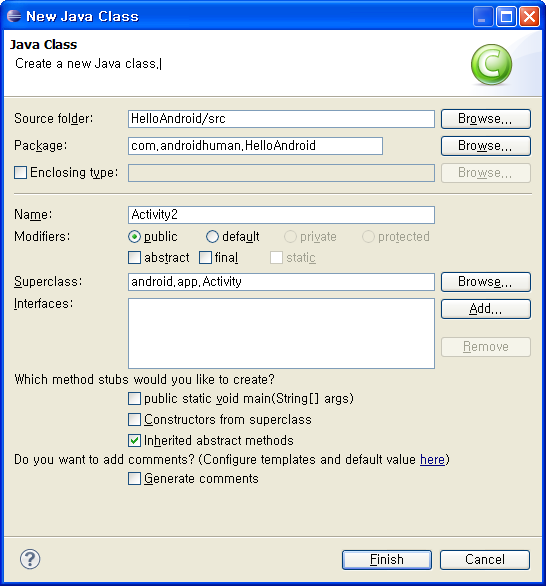 New Java Class
Java Class
Create a new Java class.
Source folder: HelloAndroid/src Browse...
Package: com.androidhuman.HelloAndroid Browse...
Enclosing type: Browse...
Name: Activity2
Modifiers: public default private protected
abstract final static
Superclass: android.app.Activity Browse...
Interfaces: Add...
Remove
Which method stubs would you like to create?
public static void main(String[] args)
Constructors from superclass
Inherited abstract methods
Do you want to add comments? (Configure templates and default value here)
Generate comments
Finish Cancel